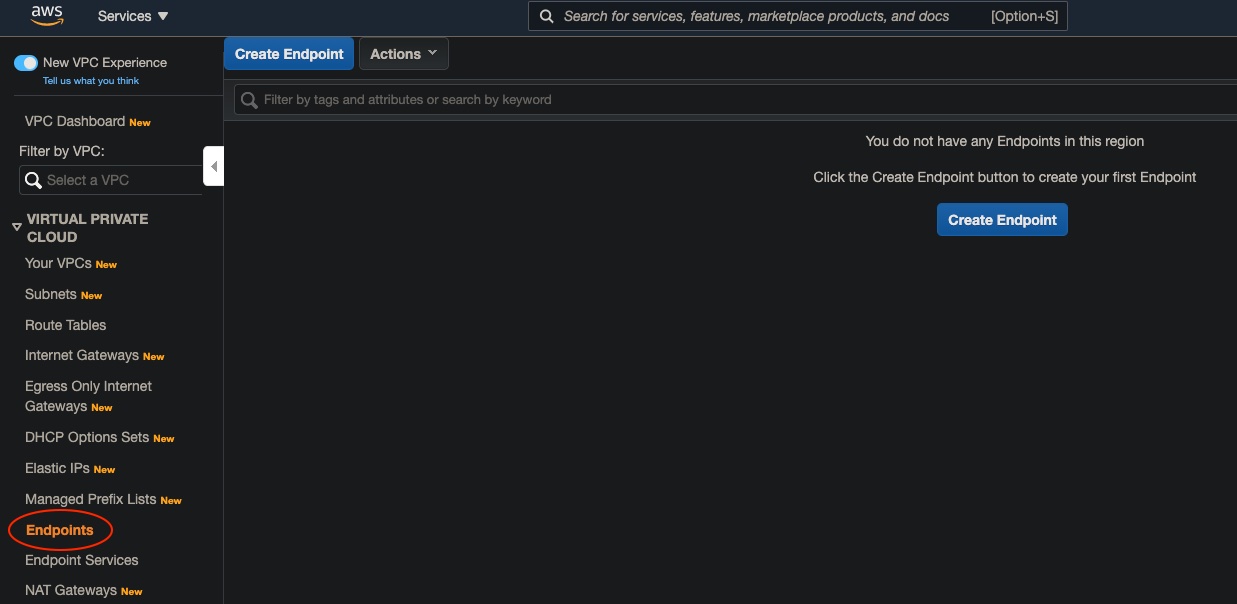 aws
Services
Search for services, features, marketplace products, and docs [Option+S]
New VPC Experience
Tell us what you think
VPC Dashboard New
Filter by VPC:
Select a VPC
VIRTUAL PRIVATE
CLOUD
Your VPCs New
Subnets New
Route Tables
Internet Gateways New
Egress Only Internet
Gateways New
DHCP Options Sets New
Elastic IPs New
Managed Prefix Lists New
Endpoints
Endpoint Services
NAT Gateways New
Create Endpoint Actions
Filter by tags and attributes or search by keyword
You do not have any Endpoints in this region
Click the Create Endpoint button to create your first Endpoint
Create Endpoint